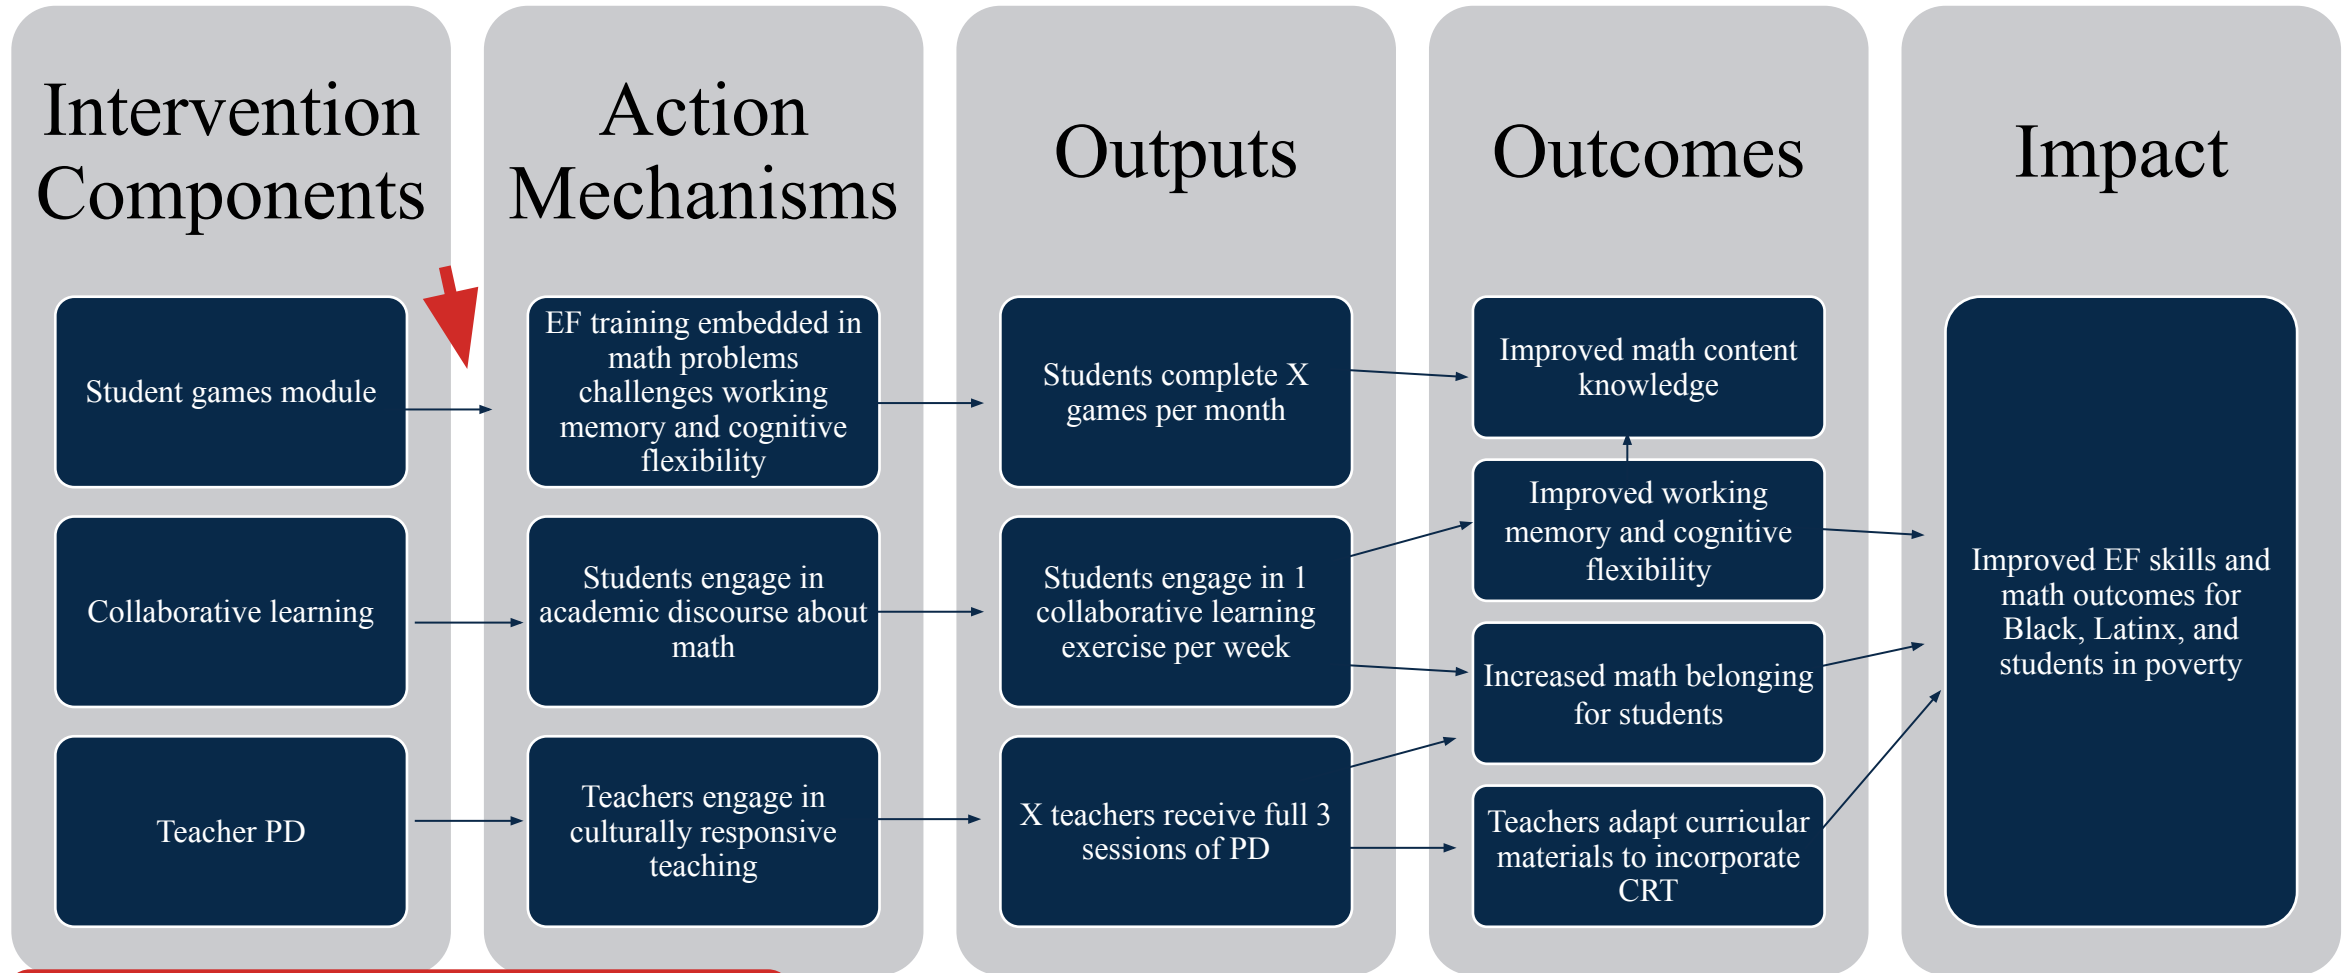 Intervention
Components
Action
Mechanisms
Outputs
Outcomes
Impact
Student games module
Collaborative learning
Teacher PD
EF training embedded in
math problems
challenges working
memory and cognitive
flexibility
Students engage in
academic discourse about
math
Teachers engage in
culturally responsive
teaching
Students complete X
games per month
Students engage in 1
collaborative learning
exercise per week
X teachers receive full 3
sessions of PD
Improved math content
knowledge
Improved working
memory and cognitive
flexibility
Increased math belonging
for students
Teachers adapt curricular
materials to incorporate
CRT
Improved EF skills and
math outcomes for
Black, Latinx, and
students in poverty